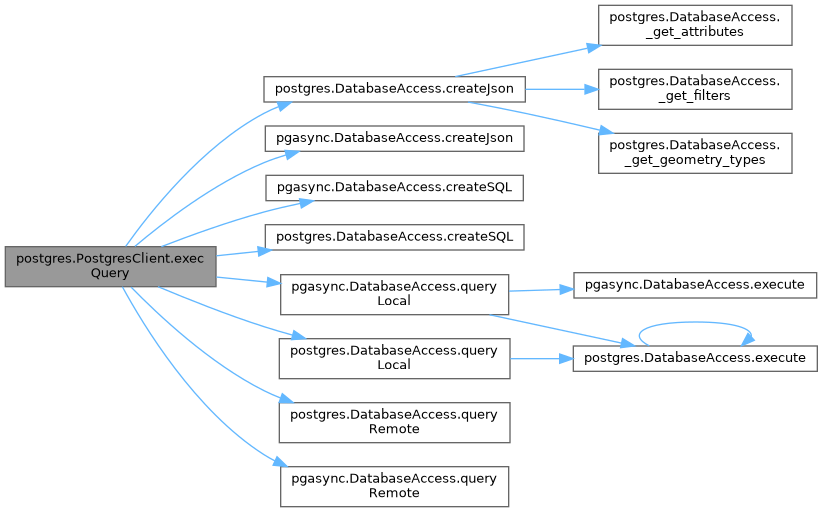 postgres.DatabaseAccess.
_get_attributes
postgres.DatabaseAccess.createJson
postgres.DatabaseAccess.
_get_filters
pgasync.DatabaseAccess.createJson
postgres.DatabaseAccess.
_get_geometry_types
pgasync.DatabaseAccess.createSQL
postgres.DatabaseAccess.createSQL
postgres.PostgresClient.exec
Query
pgasync.DatabaseAccess.query
Local
pgasync.DatabaseAccess.execute
postgres.DatabaseAccess.query
Local
postgres.DatabaseAccess.execute
postgres.DatabaseAccess.query
Remote
pgasync.DatabaseAccess.query
Remote